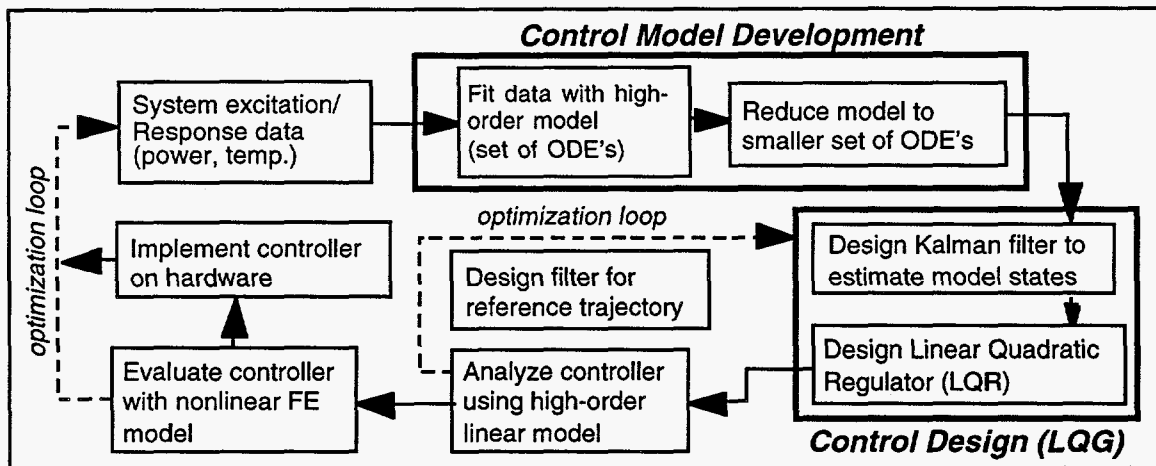 Control Model Development
System excitation/
Response data
(power, temp.)
Fit data with high-
order model
(set of ODE's)
Reduce model to
smaller set of ODE's
optimization loop
optimization loop
Implement controller
on hardware
Design filter for
reference trajectory
Design Kalman filter to
estimate model states
Evaluate controller
with nonlinear FE
model
Analyze controller
using high-order
linear model
Design Linear Quadratic
Regulator (LQR)
Control Design (LQG)